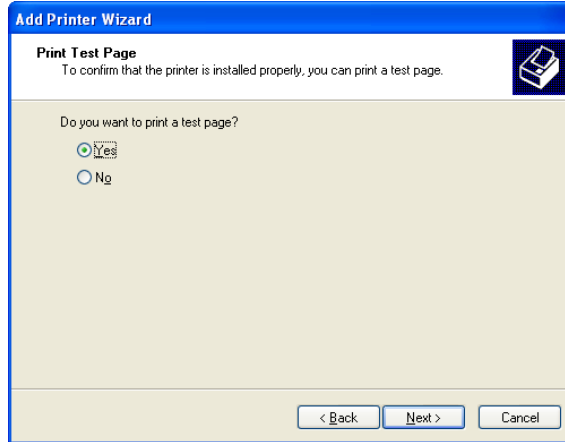 Add Printer Wizard
Print Test Page
To confirm that the printer is installed properly, you can print a test page.
Do you want to print a test page?
Yes
No
< Back
Next >
Cancel